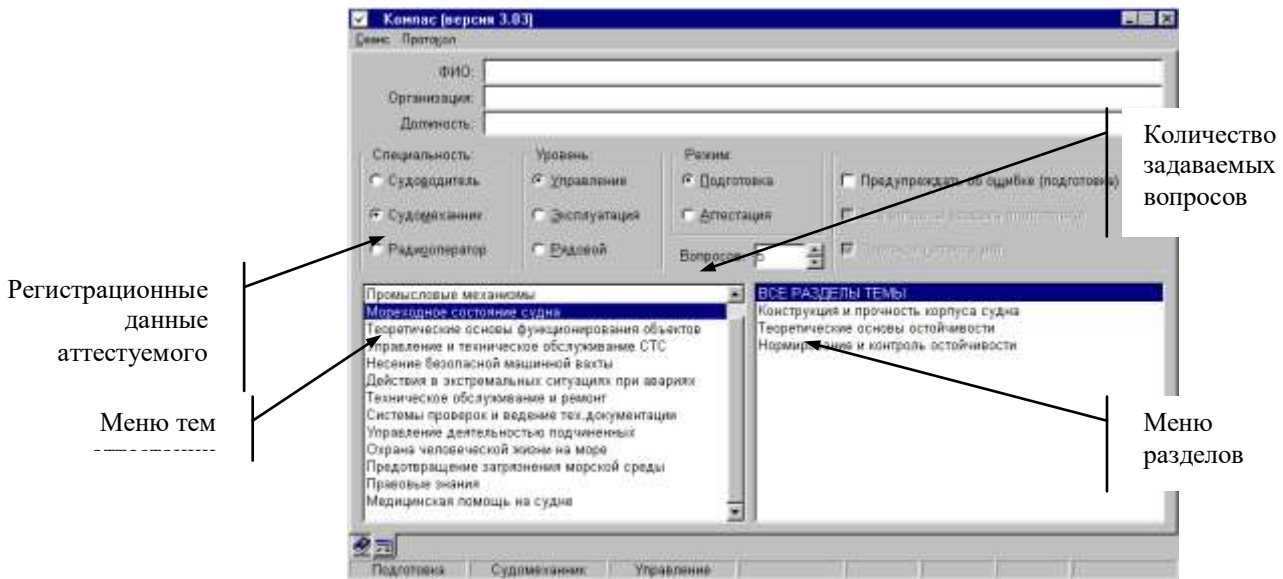 Компас (версия 3.03)
Сеанс Протокол
ФИО:
Организация:
Должность:
Специальность:
Судоводитель
Судомеханик
Радиооператор
Уровень:
Управление
Эксплуатация
Рядовой
Режим:
Подготовка
Аттестация
Вопросов: 5
Предупреждать об ошибке (подготовка)
Промысловые механизмы
Мореходное состояние судна
Теоретические основы функционирования объектов
Управление и техническое обслуживание СТС
Несение безопасной машинной вахты
Действия в экстремальных ситуациях при авариях
Техническое обслуживание и ремонт
Системы проверок и ведение тех.документации
Управление деятельностью подчиненных
Охрана человеческой жизни на море
Предотвращение загрязнения морской среды
Правовые знания
Медицинская помощь на судне
ВСЕ РАЗДЕЛЫ ТЕМЫ
Конструкция и прочность корпуса судна
Теоретические основы остойчивости
Нормирование и контроль остойчивости
Подготовка Судомеханик Управление
Регистрационные
данные
аттестуемого
Меню тем
Количество
задаваемых
вопросов
Меню
разделов